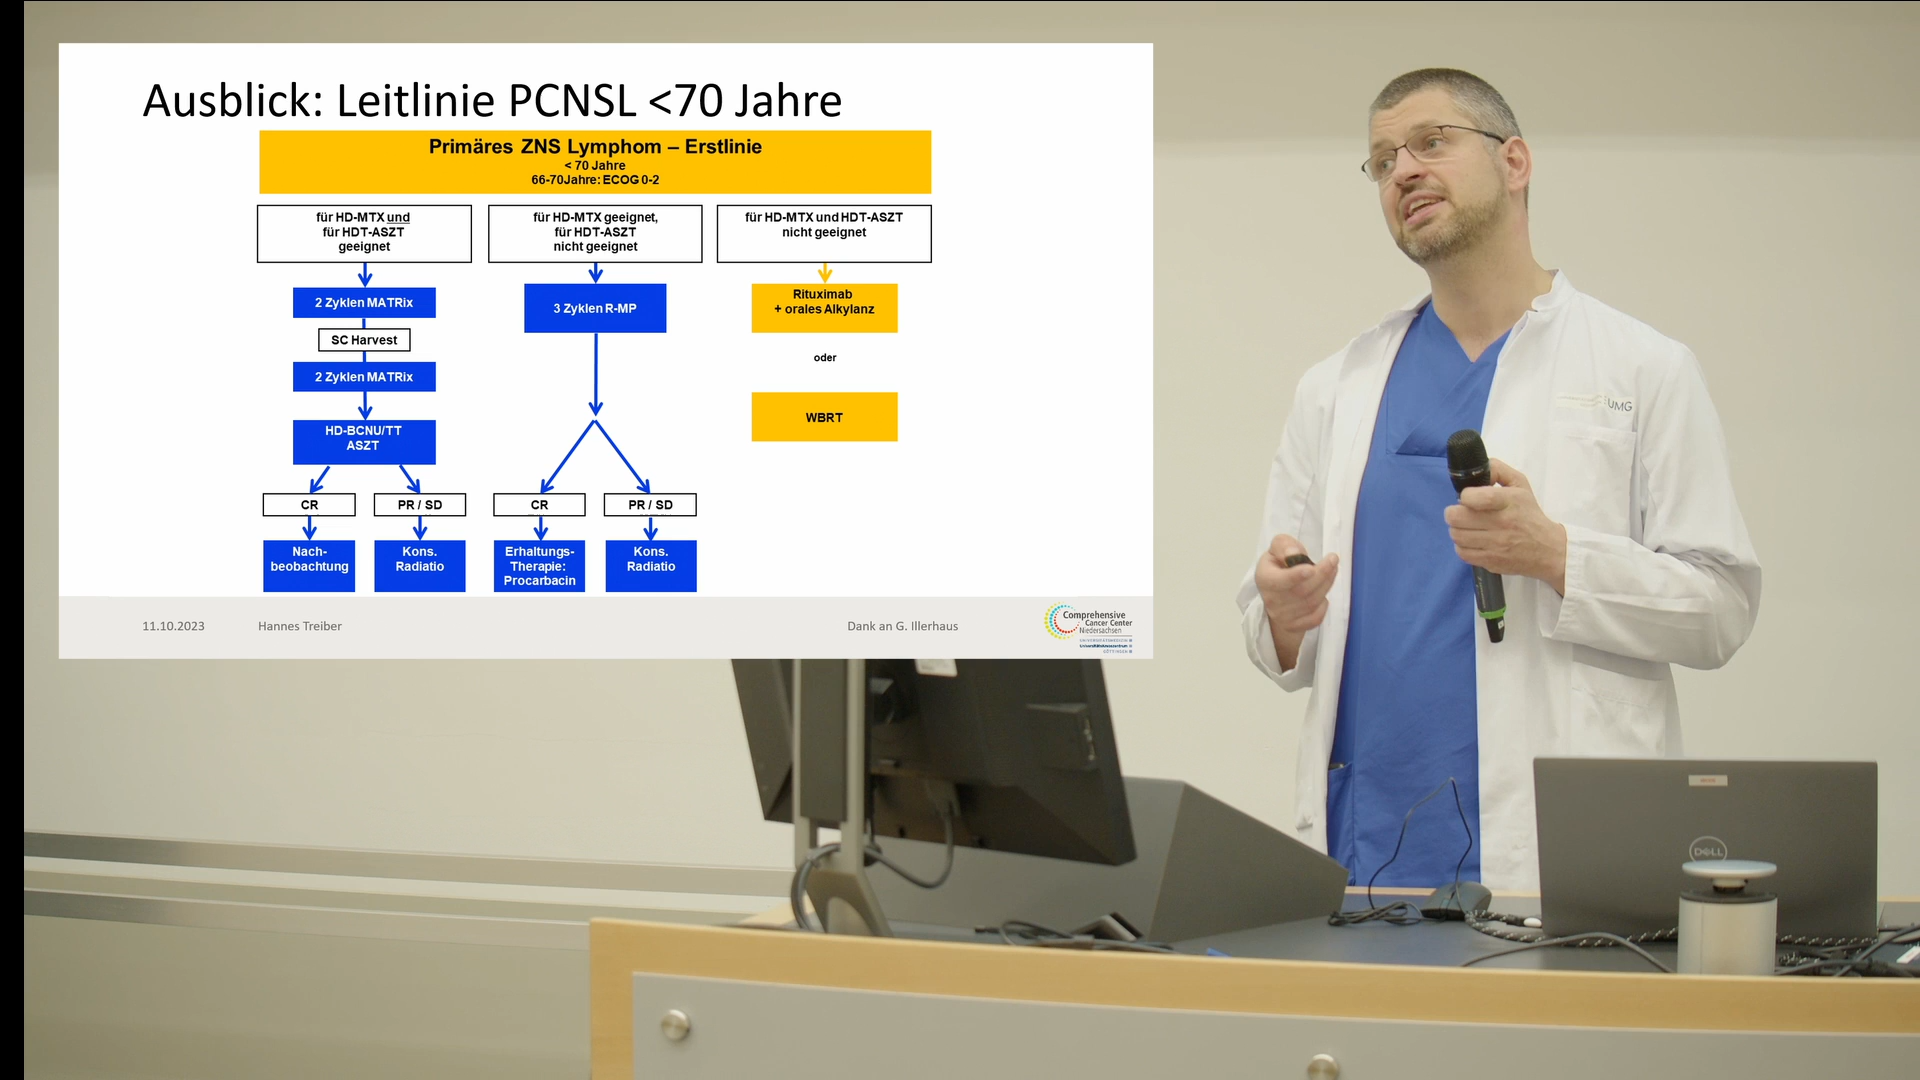 Ausblick: Leitlinie PCNSL <70 Jahre
Primäres ZNS Lymphom – Erstlinie
< 70 Jahre
66-70Jahre: ECOG 0-2
für HD-MTX und
für HDT-ASZT
geeignet
für HD-MTX geeignet,
für HDT-ASZT
nicht geeignet
für HD-MTX und HDT-ASZT
nicht geeignet
2 Zyklen MATRix
SC Harvest
2 Zyklen MATRix
HD-BCNU/TT
ASZT
CR
PR / SD
Nach-
beobachtung
Kons.
Radiatio
3 Zyklen R-MP
CR
PR / SD
Erhaltungs-
Therapie:
Procarbacin
Kons.
Radiatio
Rituximab
+ orales Alkylanz
oder
WBRT
11.10.2023
Hannes Treiber
Dank an G. Illerhaus
Comprehensive
Cancer Center
Niedersachsen
UMG
DELL